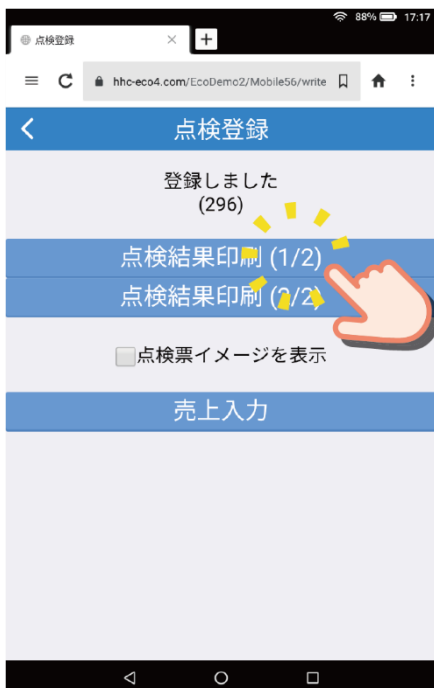 88% 17:17
点検登録
hhc-eco4.com/EcoDemo2/Mobile56/write
点検登録
登録しました
(296)
点検結果印刷 (1/2)
点検結果印刷 (2/2)
点検票イメージを表示
売上入力